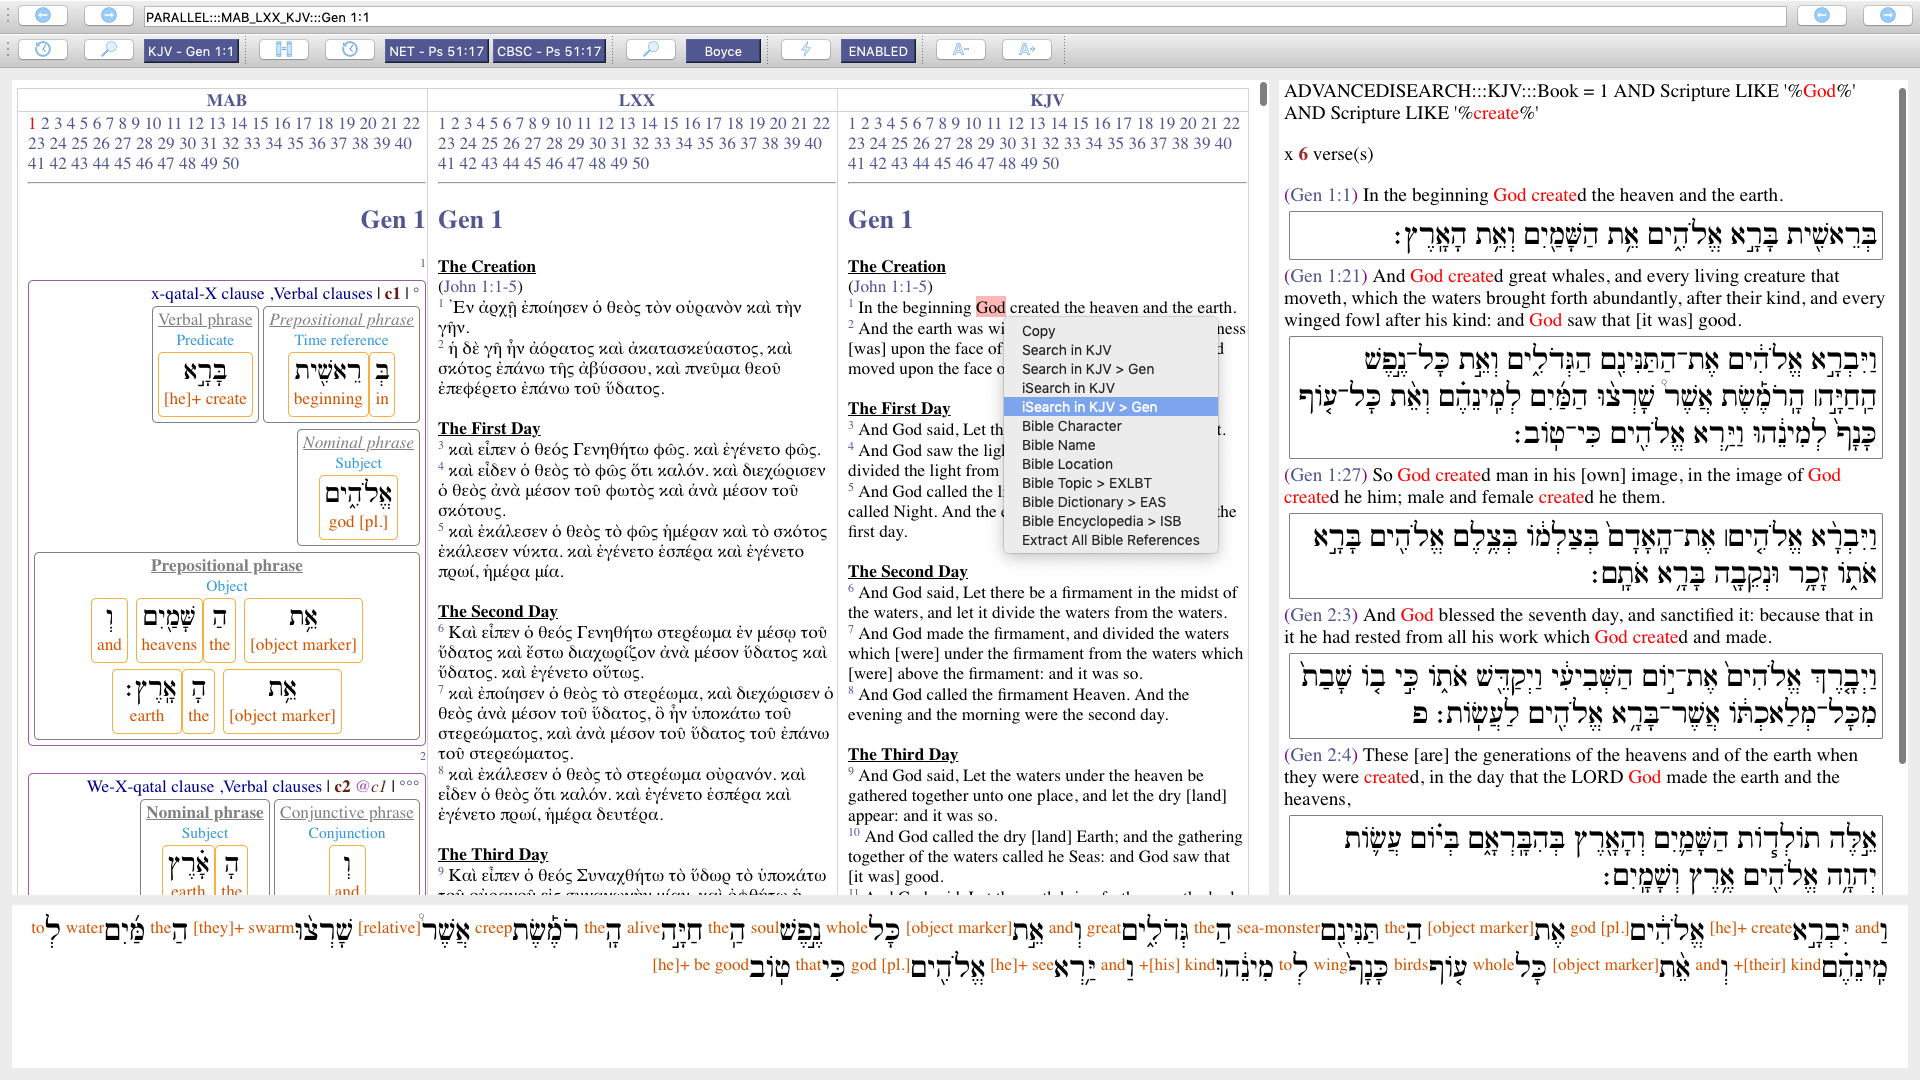 PARALLEL:::MAB_LXX_KJV:::Gen 1:1
KJV - Gen 1:1
NET - Ps 51:17
CBSC - Ps 51:17
Boyce
ENABLED
A-
A+
MAB
1 2 3 4 5 6 7 8 9 10 11 12 13 14 15 16 17 18 19 20 21 22
23 24 25 26 27 28 29 30 31 32 33 34 35 36 37 38 39 40
41 42 43 44 45 46 47 48 49 50
Gen 1
1
x-qatal-X clause ,Verbal clauses | c1 | °
Prepositional phrase
Time reference
בְּ רֵאשִׁ֖ית
in beginning
Verbal phrase
Predicate
בָּרָ֣א
[he]+ create
Nominal phrase
Subject
אֱלֹהִ֑ים
god [pl.]
Prepositional phrase
Object
אֵ֥ת הַ שָּׁמַ֖יִם וְ
[object marker] the heavens and
אֵ֥ת הָ אָֽרֶץ׃
[object marker] the earth
2
We-X-qatal clause ,Verbal clauses | c2 @c1 | °°°
Conjunctive phrase
Conjunction
וְ
and
Nominal phrase
Subject
הָ אָ֗רֶץ
the earth
LXX
1 2 3 4 5 6 7 8 9 10 11 12 13 14 15 16 17 18 19 20 21 22
23 24 25 26 27 28 29 30 31 32 33 34 35 36 37 38 39 40
41 42 43 44 45 46 47 48 49 50
Gen 1
The Creation
(John 1:1-5)
1 Ἐν ἀρχῇ ἐποίησεν ὁ θεὸς τὸν οὐρανὸν καὶ τὴν
γῆν.
2 ἡ δὲ γῆ ἦν ἀόρατος καὶ ἀκατασκεύαστος, καὶ
σκότος ἐπάνω τῆς ἀβύσσου, καὶ πνεῦμα θεοῦ
ἐπεφέρετο ἐπάνω τοῦ ὕδατος.
The First Day
3 καὶ εἶπεν ὁ θεός Γενηθήτω φῶς. καὶ ἐγένετο φῶς.
4 καὶ εἶδεν ὁ θεὸς τὸ φῶς ὅτι καλόν. καὶ διεχώρισεν
ὁ θεὸς ἀνὰ μέσον τοῦ φωτὸς καὶ ἀνὰ μέσον τοῦ
σκότους.
5 καὶ ἐκάλεσεν ὁ θεὸς τὸ φῶς ἡμέραν καὶ τὸ σκότος
ἐκάλεσεν νύκτα. καὶ ἐγένετο ἑσπέρα καὶ ἐγένετο
πρωί, ἡμέρα μία.
The Second Day
6 Καὶ εἶπεν ὁ θεός Γενηθήτω στερέωμα ἐν μέσῳ τοῦ
ὕδατος καὶ ἔστω διαχωρίζον ἀνὰ μέσον ὕδατος καὶ
ὕδατος. καὶ ἐγένετο οὕτως.
7 καὶ ἐποίησεν ὁ θεὸς τὸ στερέωμα, καὶ διεχώρισεν ὁ
θεὸς ἀνὰ μέσον τοῦ ὕδατος, ὃ ἦν ὑποκάτω τοῦ
στερεώματος, καὶ ἀνὰ μέσον τοῦ ὕδατος τοῦ ἐπάνω
τοῦ στερεώματος.
8 καὶ ἐκάλεσεν ὁ θεὸς τὸ στερέωμα οὐρανόν. καὶ
εἶδεν ὁ θεὸς ὅτι καλόν. καὶ ἐγένετο ἑσπέρα καὶ
ἐγένετο πρωί, ἡμέρα δευτέρα.
The Third Day
9 Καὶ εἶπεν ὁ θεός Συναχθήτω τὸ ὕδωρ τὸ ὑποκάτω
τοῦ οὐρανοῦ εἰς συναγωγὴν μίαν, καὶ ὀφθήτω ἡ
KJV
1 2 3 4 5 6 7 8 9 10 11 12 13 14 15 16 17 18 19 20 21 22
23 24 25 26 27 28 29 30 31 32 33 34 35 36 37 38 39 40
41 42 43 44 45 46 47 48 49 50
Gen 1
The Creation
(John 1:1-5)
1 In the beginning God created the heaven and the earth.
2 And the earth was wi ness
[was] upon the face of d
moved upon the face o
The First Day
3 And God said, Let th t.
4 And God saw the lig
divided the light from
5 And God called the l
called Night. And the e the
first day.
The Second Day
6 And God said, Let there be a firmament in the midst of
the waters, and let it divide the waters from the waters.
7 And God made the firmament, and divided the waters
which [were] under the firmament from the waters which
[were] above the firmament: and it was so.
8 And God called the firmament Heaven. And the
evening and the morning were the second day.
The Third Day
9 And God said, Let the waters under the heaven be
gathered together unto one place, and let the dry [land]
appear: and it was so.
10 And God called the dry [land] Earth; and the gathering
together of the waters called he Seas: and God saw that
[it was] good.
Copy
Search in KJV
Search in KJV > Gen
iSearch in KJV
iSearch in KJV > Gen
Bible Character
Bible Name
Bible Location
Bible Topic > EXLBT
Bible Dictionary > EAS
Bible Encyclopedia > ISB
Extract All Bible References
ADVANCEDISEARCH:::KJV:::Book = 1 AND Scripture LIKE '%God%'
AND Scripture LIKE '%create%'
x 6 verse(s)
(Gen 1:1) In the beginning God created the heaven and the earth.
בְּרֵאשִׁ֖ית בָּרָ֣א אֱלֹהִ֑ים אֵ֥ת הַשָּׁמַ֖יִם וְאֵ֥ת הָאָֽרֶץ׃
(Gen 1:21) And God created great whales, and every living creature that
moveth, which the waters brought forth abundantly, after their kind, and every
winged fowl after his kind: and God saw that [it was] good.
וַיִּבְרָ֣א אֱלֹהִ֔ים אֶת־הַתַּנִּינִ֖ם הַגְּדֹלִ֑ים וְאֵ֣ת כָּל־נֶ֣פֶשׁ
הַֽחַיָּ֣ה׀ הָֽרֹמֶ֡שֶׂת אֲשֶׁר֩ שָׁרְצ֨וּ הַמַּ֜יִם לְמִֽינֵהֶ֗ם וְאֵ֨ת כָּל־ע֤וֹף
כָּנָף֙ לְמִינֵ֔הוּ וַיַּ֥רְא אֱלֹהִ֖ים כִּי־טֽוֹב׃
(Gen 1:27) So God created man in his [own] image, in the image of God
created he him; male and female created he them.
וַיִּבְרָ֨א אֱלֹהִ֤ים׀ אֶת־הָֽאָדָם֙ בְּצַלְמ֔וֹ בְּצֶ֥לֶם אֱלֹהִ֖ים בָּרָ֣א
אֹת֑וֹ זָכָ֥ר וּנְקֵבָ֖ה בָּרָ֥א אֹתָֽם׃
(Gen 2:3) And God blessed the seventh day, and sanctified it: because that in
it he had rested from all his work which God created and made.
וַיְבָ֤רֶךְ אֱלֹהִים֙ אֶת־י֣וֹם הַשְּׁבִיעִ֔י וַיְקַדֵּ֖שׁ אֹת֑וֹ כִּ֣י ב֤וֹ שָׁבַת֙
מִכָּל־מְלַאכְתּ֔וֹ אֲשֶׁר־בָּרָ֥א אֱלֹהִ֖ים לַעֲשֽׂוֹת׃ פ
(Gen 2:4) These [are] the generations of the heavens and of the earth when
they were created, in the day that the LORD God made the earth and the
heavens,
אֵ֣לֶּה תוֹלְד֧וֹת הַשָּׁמַ֛יִם וְהָאָ֖רֶץ בְּהִבָּֽרְאָ֑ם בְּי֗וֹם עֲשׂ֛וֹת
יְהוָ֥ה אֱלֹהִ֖ים אֶ֥רֶץ וְשָׁמָֽיִם׃
וַ and יִּבְרָ֣א [he]+ create אֱלֹהִ֔ים god [pl.] אֶת [object marker] הַ the תַּנִּינִ֖ם sea-monster הַ the גְּדֹלִ֑ים great וְ and אֵ֣ת [object marker] כָּל whole נֶ֣פֶשׁ soul הַֽ the חַיָּ֣ה alive הָֽ the רֹמֶ֡שֶׂת creep אֲשֶׁר֩ [relative] שָׁרְצ֨וּ [they]+ swarm הַ the מַּ֜יִם water לְ to
מִֽינֵהֶ֗ם +[their] kind וְ and אֵ֨ת [object marker] כָּל whole ע֤וֹף birds כָּנָף֙ wing לְ to מִינֵ֔הוּ +[his] kind וַ and יַּ֥רְא [he]+ see אֱלֹהִ֖ים god [pl.] כִּי that טֽוֹב [he]+ be good